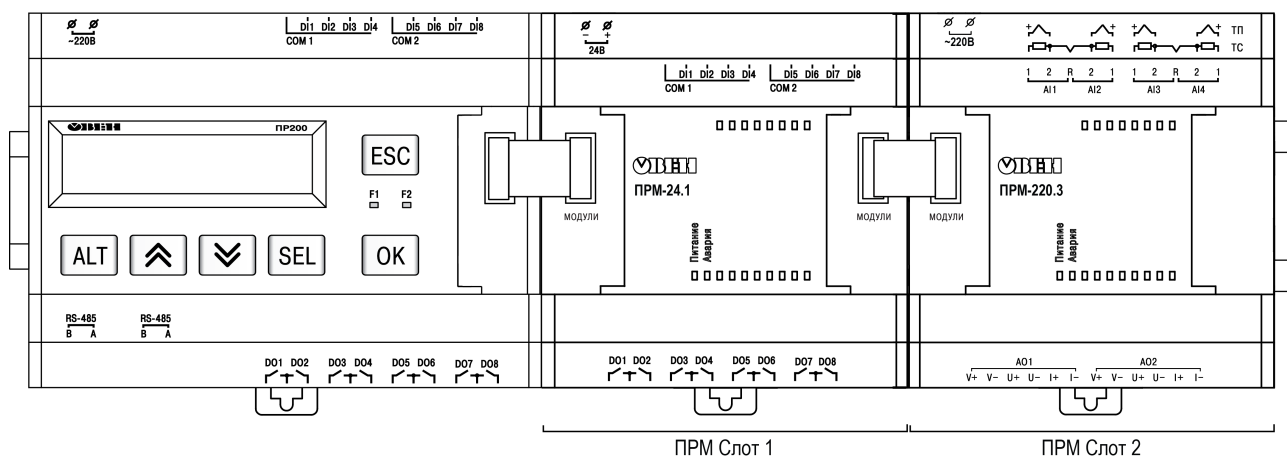 ~220В
DI1 DI2 DI3 DI4
COM 1
DI5 DI6 DI7 DI8
COM 2
ОВЕН
ПР200
ESC
F1 F2
ALT
SEL
OK
RS-485
B A
RS-485
B A
DO1 DO2 DO3 DO4 DO5 DO6 DO7 DO8
- +
24В
DI1 DI2 DI3 DI4
COM 1
DI5 DI6 DI7 DI8
COM 2
ОВЕН
ПРМ-24.1
МОДУЛИ
МОДУЛИ
Питание
Авария
DO1 DO2 DO3 DO4 DO5 DO6 DO7 DO8
ПРМ Слот 1
~220В
+ + + + ТП
ТС
1 2 R 2 1 1 2 R 2 1
AI1 AI2 AI3 AI4
ОВЕН
ПРМ-220.3
МОДУЛИ
Питание
Авария
AO1 AO2
V+ V- U+ U- I+ I- V+ V- U+ U- I+ I-
ПРМ Слот 2